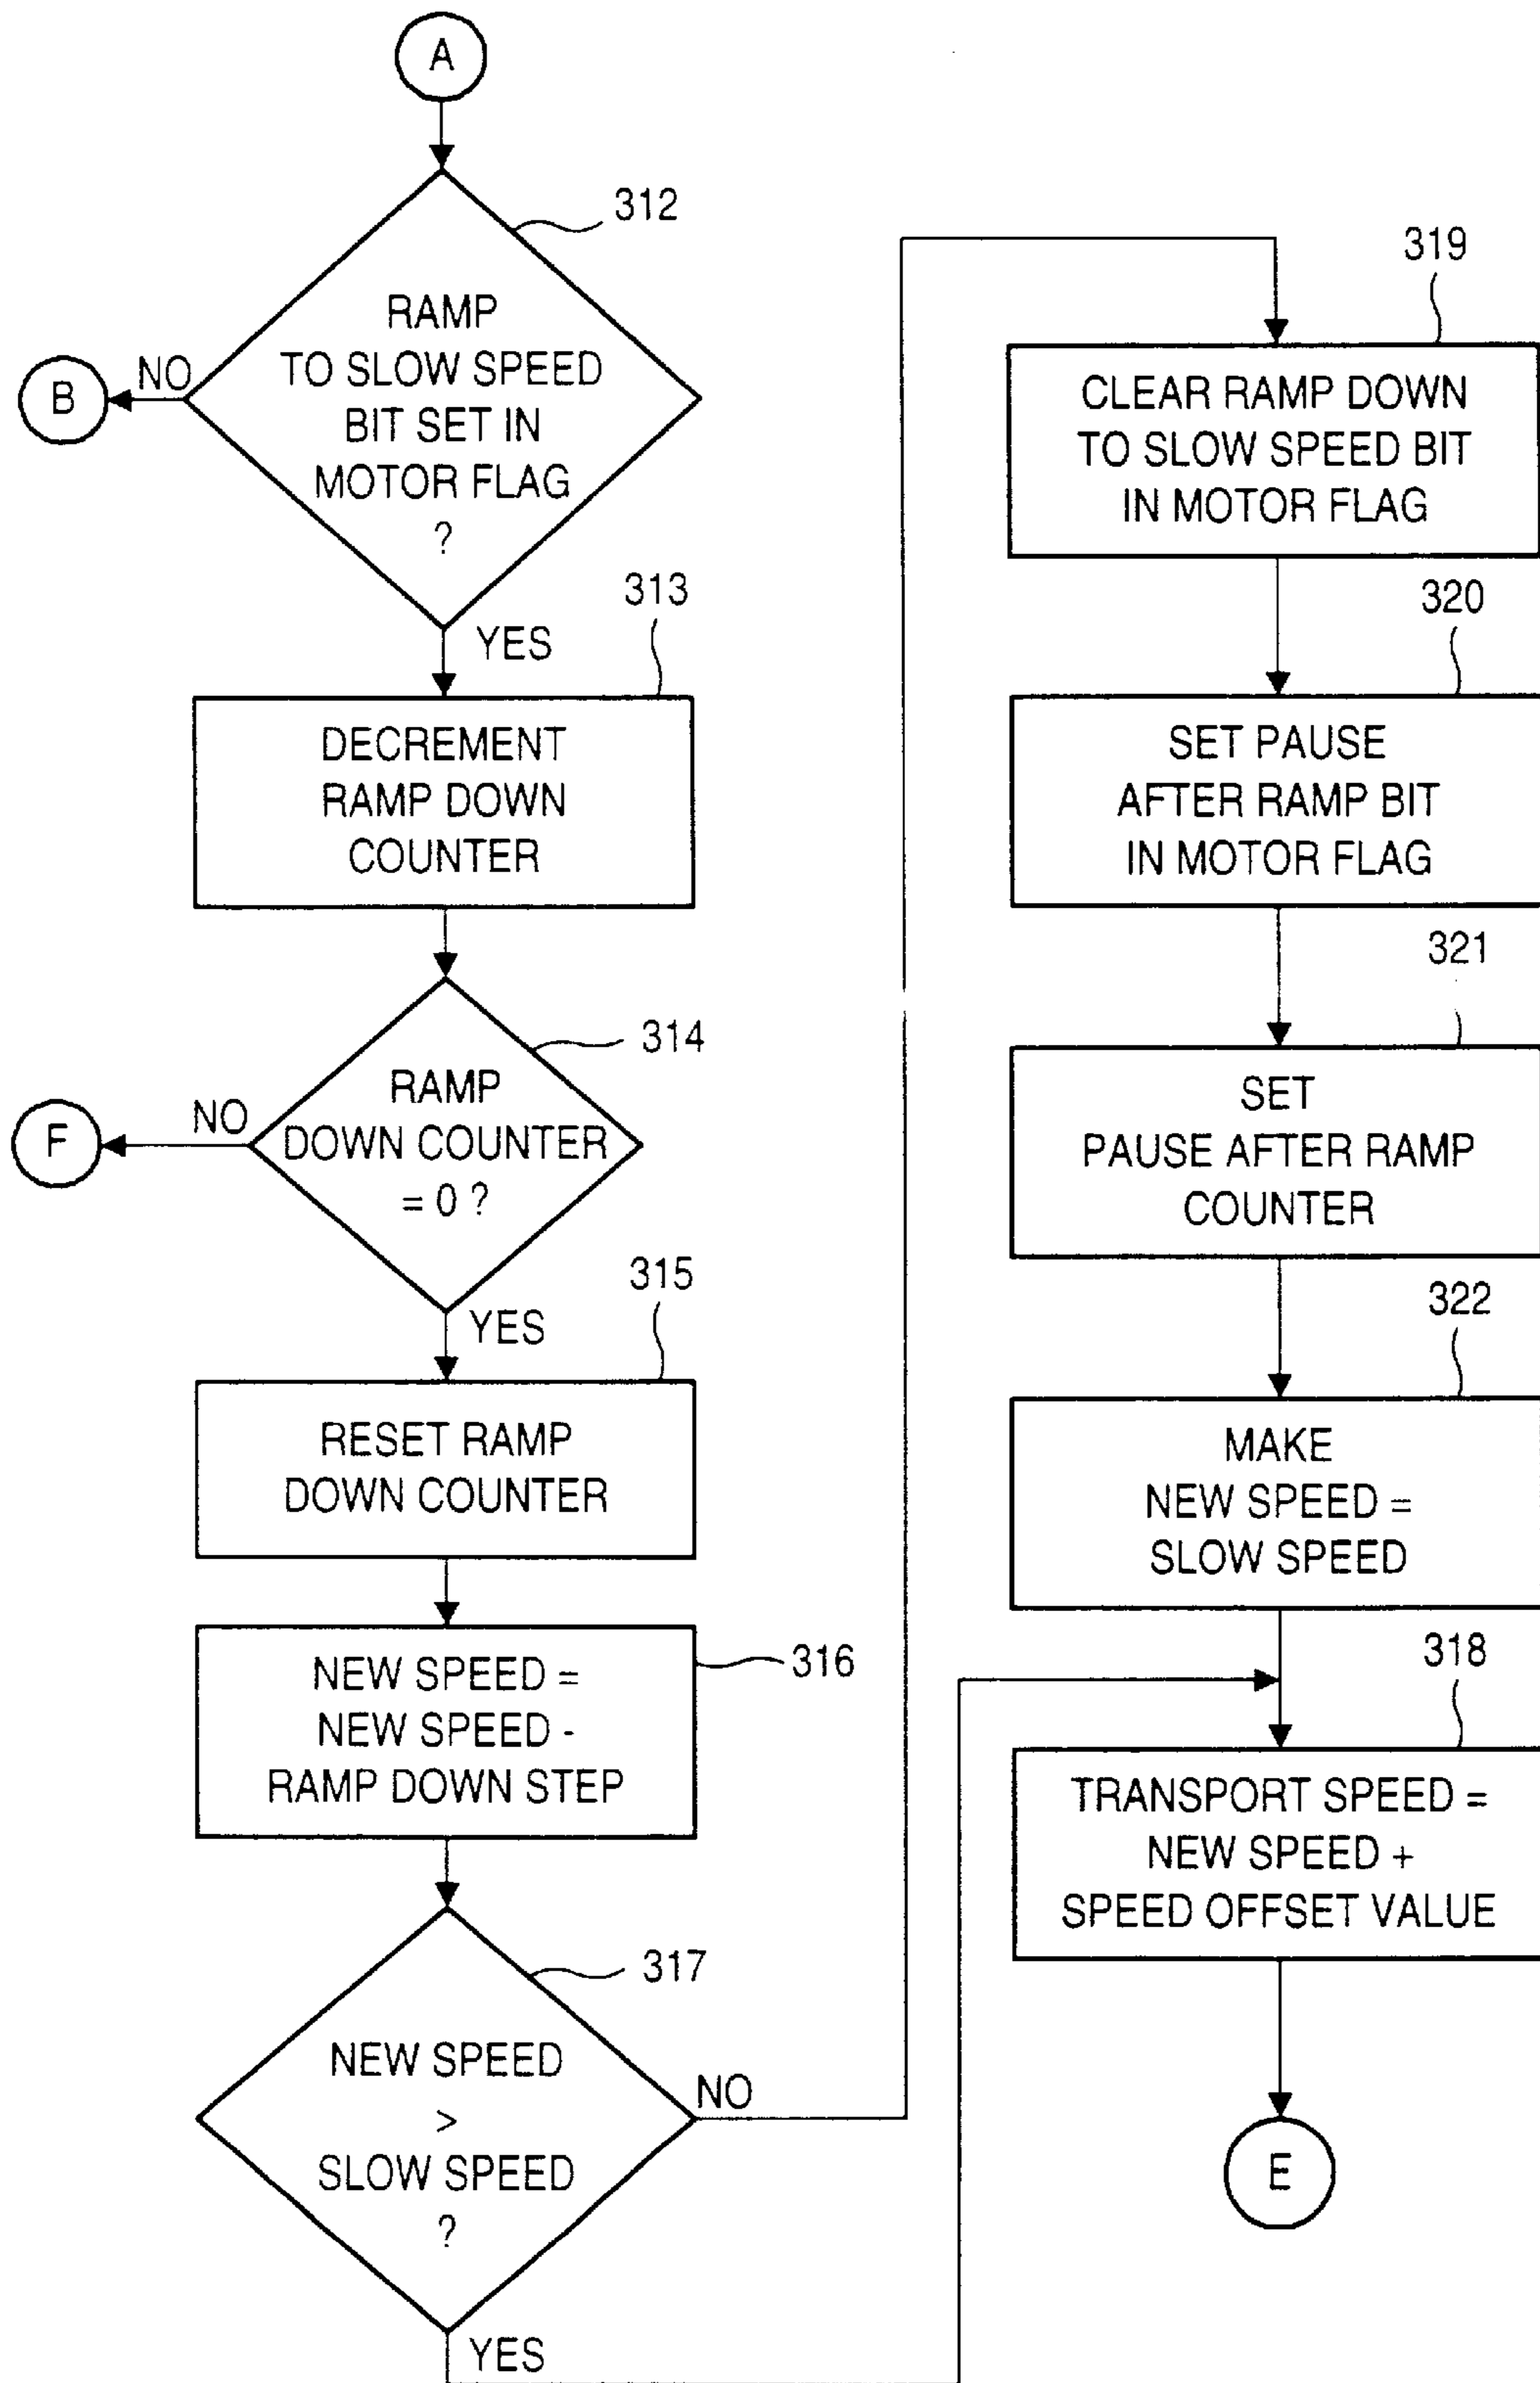 A
312
RAMP
TO SLOW SPEED
BIT SET IN
MOTOR FLAG
?
NO
B
YES
313
DECREMENT
RAMP DOWN
COUNTER
314
RAMP
DOWN COUNTER
= 0 ?
NO
F
YES
315
RESET RAMP
DOWN COUNTER
316
NEW SPEED =
NEW SPEED -
RAMP DOWN STEP
317
NEW SPEED
>
SLOW SPEED
?
NO
YES
319
CLEAR RAMP DOWN
TO SLOW SPEED BIT
IN MOTOR FLAG
320
SET PAUSE
AFTER RAMP BIT
IN MOTOR FLAG
321
SET
PAUSE AFTER RAMP
COUNTER
322
MAKE
NEW SPEED =
SLOW SPEED
318
TRANSPORT SPEED =
NEW SPEED +
SPEED OFFSET VALUE
E